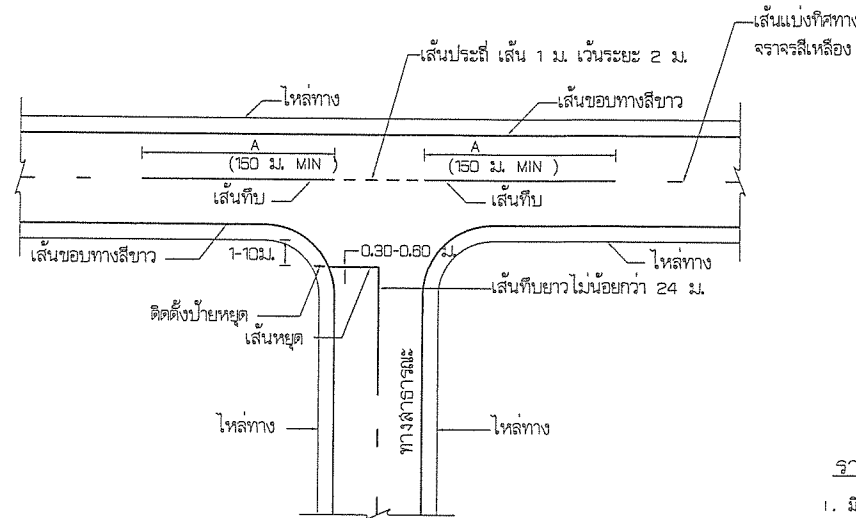 เส้นแบ่งทิศทาง
จราจรสีเหลือง
เส้นประถี่ เส้น 1 ม. เว้นระยะ 2 ม.
ไหล่ทาง
เส้นขอบทางสีขาว
A
(150 ม. MIN )
A
(150 ม. MIN )
เส้นทึบ
เส้นทึบ
เส้นขอบทางสีขาว
1-10ม.
0.30-0.60 ม.
ไหล่ทาง
เส้นทึบยาวไม่น้อยกว่า 24 ม.
ติดตั้งป้ายหยุด
เส้นหยุด
ทางสาธารณะ
ไหล่ทาง
ไหล่ทาง
1. มิ